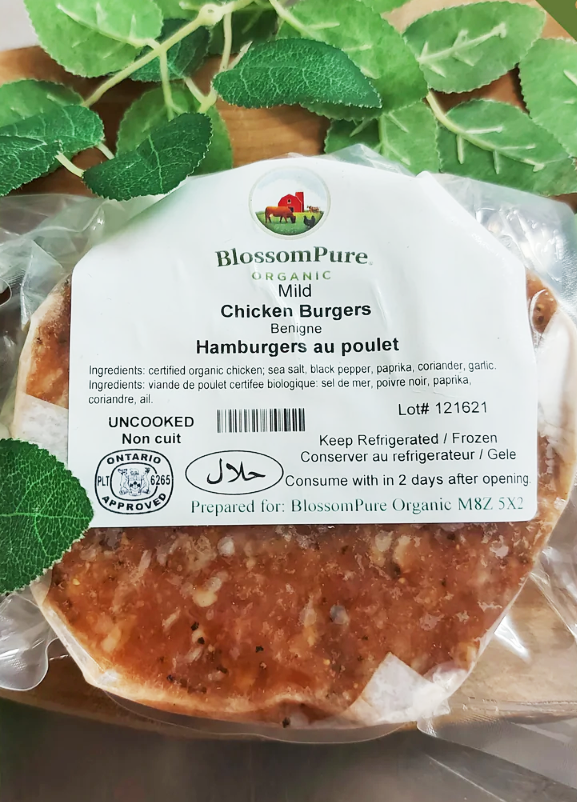 BlossomPure
ORGANIC
Mild
Chicken Burgers
Benigne
Hamburgers au poulet
Ingredients: certified organic chicken; sea salt, black pepper, paprika, coriander, garlic.
Ingredients: viande de poulet certifee biologique: sel de mer, poivre noir, paprika,
coriandre, ail.
Lot# 121621
UNCOOKED
Non cuit
Keep Refrigerated / Frozen
Conserver au refrigerateur / Gele
ONTARIO
PLT 6265
APPROVED
حلال
Consume with in 2 days after opening
Prepared for: BlossomPure Organic M8Z 5X2